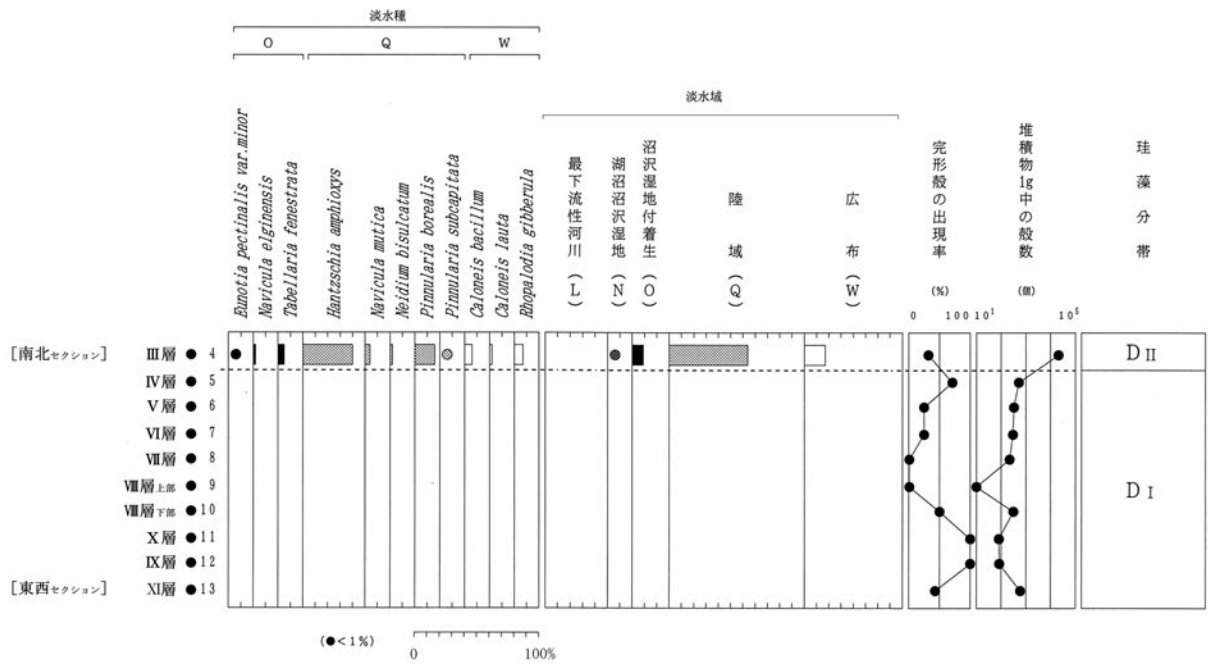 淡水種
O Q W
Eunotia pectinalis var.minor
Navicula elginensis
Tabellaria fenestrata
Hantzschia amphioxys
Navicula mutica
Neidium bisulcatum
Pinnularia borealis
Pinnularia subcapitata
Caloneis bacillum
Caloneis lauta
Rhopalodia gibberula
淡水域
最下流性河川(L)
湖沼沼沢湿地(N)
沼沢湿地付着生(O)
陸域(Q)
広布(W)
完形殻の出現率(%)
堆積物1g中の殻数(個)
珪藻分帯
0 100 10¹ 10⁵
[南北セクション] Ⅲ層 ● 4 DⅡ
Ⅳ層 ● 5
Ⅴ層 ● 6
Ⅵ層 ● 7
Ⅶ層 ● 8
Ⅷ層上部 ● 9 DⅠ
Ⅷ層下部 ● 10
Ⅹ層 ● 11
Ⅸ層 ● 12
[東西セクション] Ⅺ層 ● 13
(●<1%)
0 100%